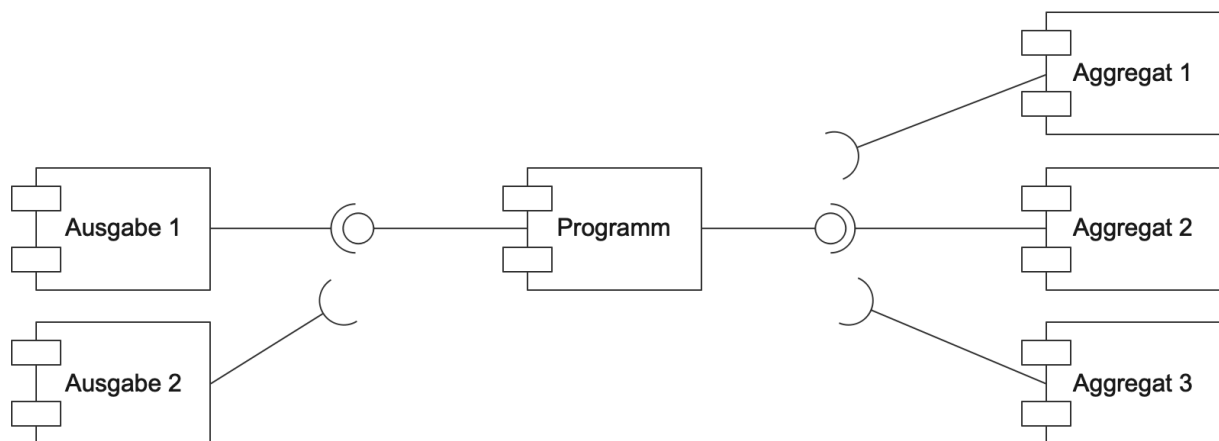 Aggregat 1
Ausgabe 1
Programm
Aggregat 2
Ausgabe 2
Aggregat 3